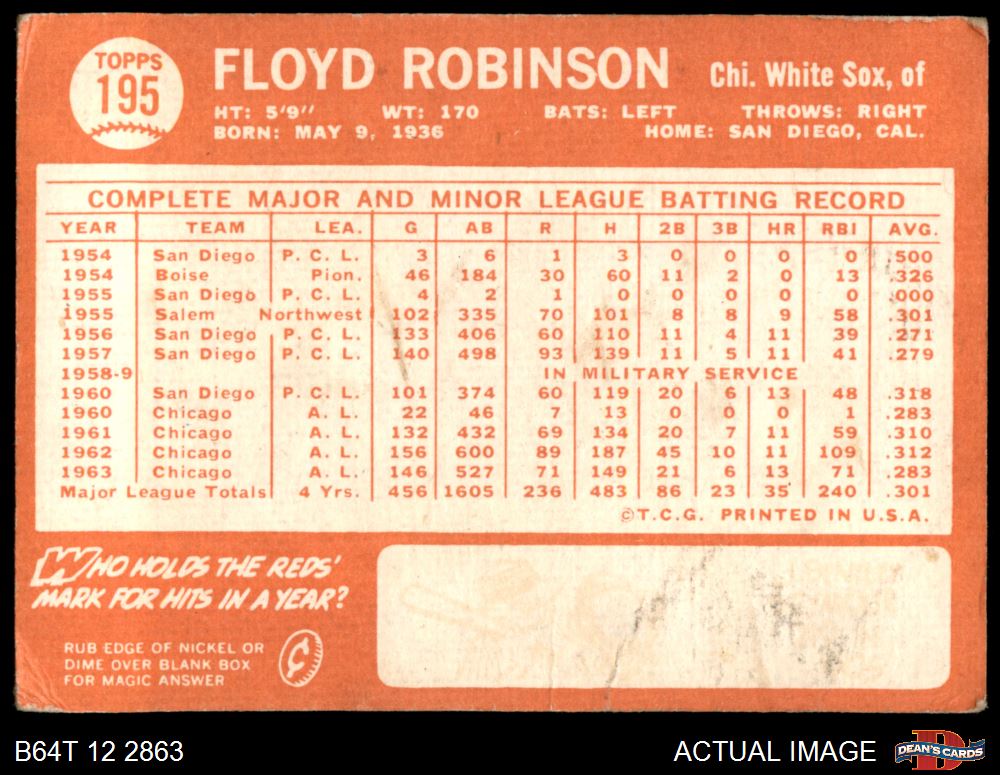 TOPPS
195
FLOYD ROBINSON Chi. White Sox, of
HT: 5'9" WT: 170 BATS: LEFT THROWS: RIGHT
BORN: MAY 9, 1936 HOME: SAN DIEGO, CAL.
COMPLETE MAJOR AND MINOR LEAGUE BATTING RECORD
YEAR TEAM LEA. G AB R H 2B 3B HR RBI AVG.
1954 San Diego P. C. L. 3 6 1 3 0 0 0 0 .500
1954 Boise Pion. 46 184 30 60 11 2 0 13 .326
1955 San Diego P. C. L. 4 2 1 0 0 0 0 0 .000
1955 Salem Northwest 102 335 70 101 8 8 9 58 .301
1956 San Diego P. C. L. 133 406 60 110 11 4 11 39 .271
1957 San Diego P. C. L. 140 498 93 139 11 5 11 41 .279
1958-9 IN MILITARY SERVICE
1960 San Diego P. C. L. 101 374 60 119 20 6 13 48 .318
1960 Chicago A. L. 22 46 7 13 0 0 0 1 .283
1961 Chicago A. L. 132 432 69 134 20 7 11 59 .310
1962 Chicago A. L. 156 600 89 187 45 10 11 109 .312
1963 Chicago A. L. 146 527 71 149 21 6 13 71 .283
Major League Totals 4 Yrs. 456 1605 236 483 86 23 35 240 .301
©T.C.G. PRINTED IN U.S.A.
WHO HOLDS THE REDS'
MARK FOR HITS IN A YEAR?
RUB EDGE OF NICKEL OR
DIME OVER BLANK BOX
FOR MAGIC ANSWER
¢
B64T 12 2863 ACTUAL IMAGE
D
DEAN'S CARDS